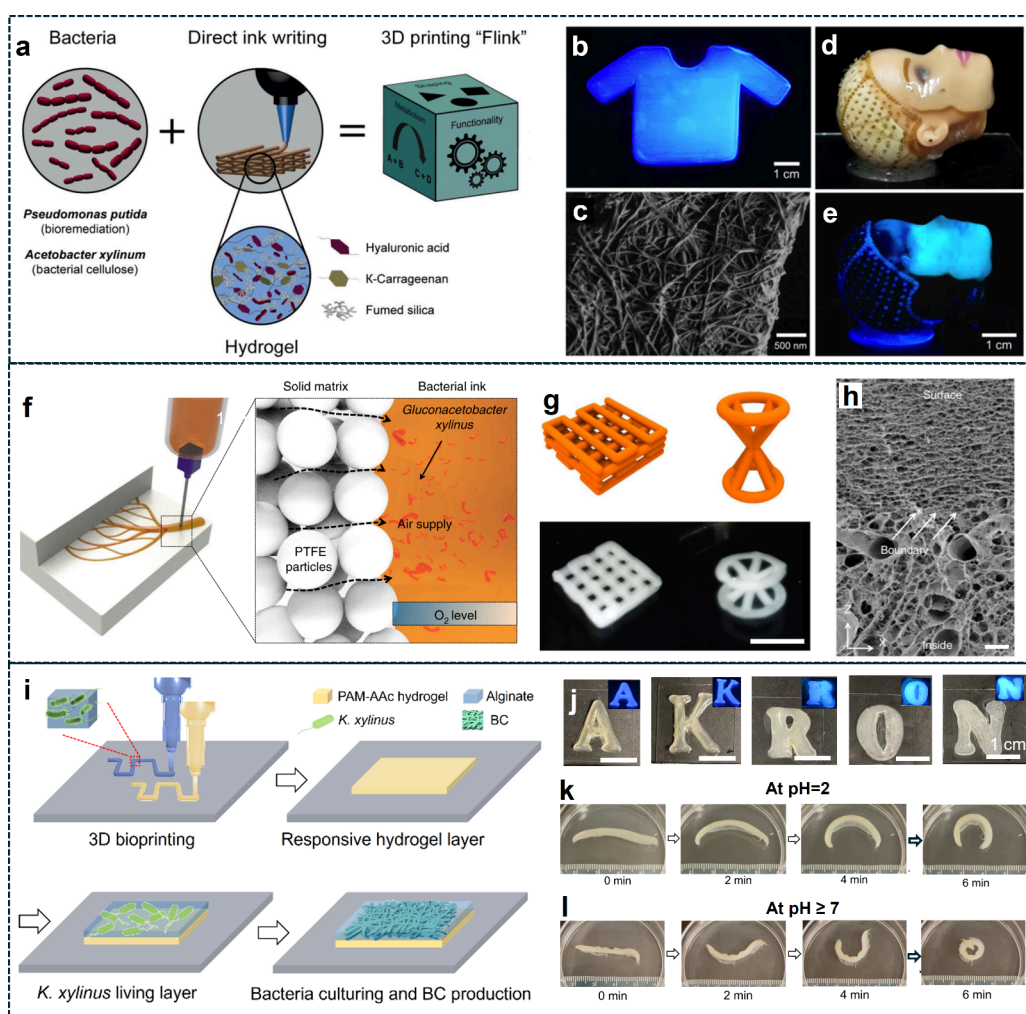 a
Bacteria
Direct ink writing
3D printing “Flink”
+
=
Shaping
Metabolism
Functionality
A + B
C + D
Pseudomonas putida
(bioremediation)
Acetobacter xylinum
(bacterial cellulose)
Hyaluronic acid
K-Carrageenan
Fumed silica
Hydrogel
b
1 cm
c
500 nm
d
e
1 cm
f
1
Solid matrix
Bacterial ink
Gluconacetobacter
xylinus
Air supply
PTFE
particles
O2 level
g
h
Surface
Boundary
Z
X
Inside
i
PAM-AAc hydrogel
Alginate
K. xylinus
BC
3D bioprinting
Responsive hydrogel layer
K. xylinus living layer
Bacteria culturing and BC production
j
A
A
K
K
R
R
O
O
N
N
1 cm
k
At pH=2
0 min
2 min
4 min
6 min
l
At pH ≥ 7
0 min
2 min
4 min
6 min